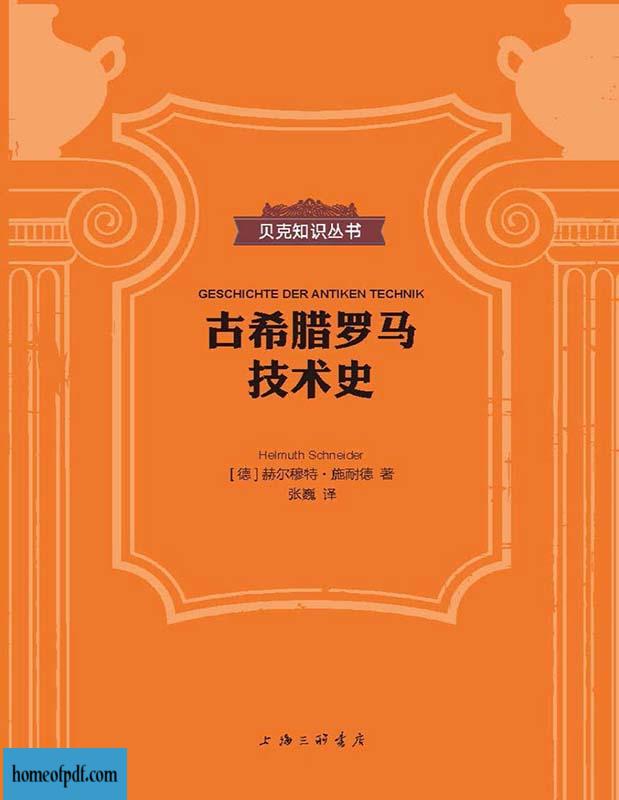 贝克知识丛书
GESCHICHTE DER ANTIKEN TECHNIK
古希腊罗马
技术史
Helmuth Schneider
[德]赫尔穆特·施耐德 著
张巍 译
上海三联书店
homeofpdf.com